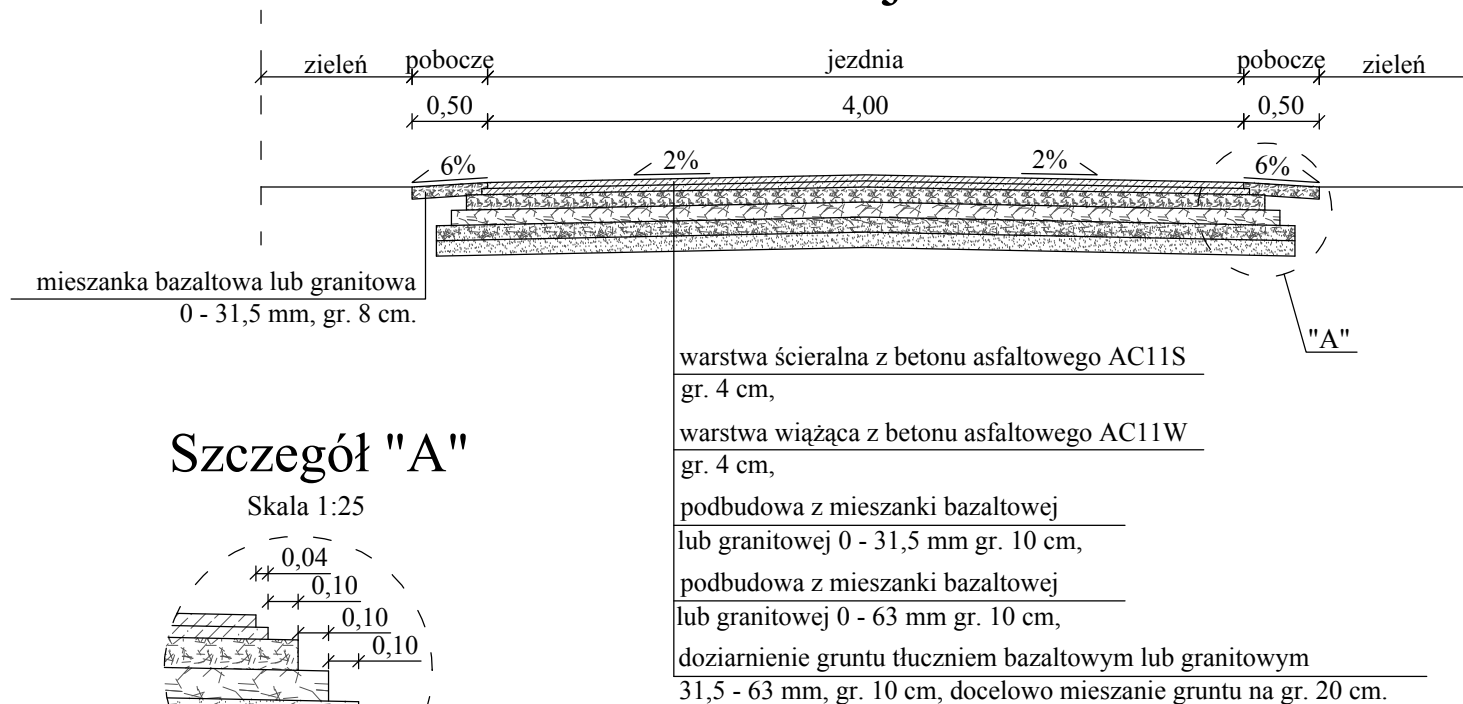 zieleń pobocze jezdnia pobocze zieleń
0,50 4,00 0,50
6% 2% 2% 6%
mieszanka bazaltowa lub granitowa
0 - 31,5 mm, gr. 8 cm.
"A"
warstwa ścieralna z betonu asfaltowego AC11S
gr. 4 cm,
warstwa wiążąca z betonu asfaltowego AC11W
gr. 4 cm,
podbudowa z mieszanki bazaltowej
lub granitowej 0 - 31,5 mm gr. 10 cm,
podbudowa z mieszanki bazaltowej
lub granitowej 0 - 63 mm gr. 10 cm,
doziarnienie gruntu tłuczniem bazaltowym lub granitowym
31,5 - 63 mm, gr. 10 cm, docelowo mieszanie gruntu na gr. 20 cm.
Szczegół "A"
Skala 1:25
0,04
0,10
0,10
0,10